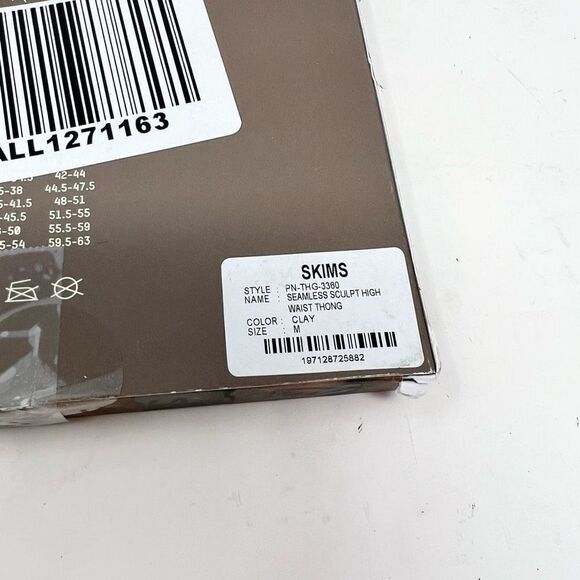 ALL1271163
42-44
5-38 44.5-47.5
5-41.5 48-51
-45.5 51.5-55
-50 55.5-59
5-54 59.5-63
SKIMS
STYLE : PN-THG-3360
NAME : SEAMLESS SCULPT HIGH
WAIST THONG
COLOR : CLAY
SIZE : M
197128725882